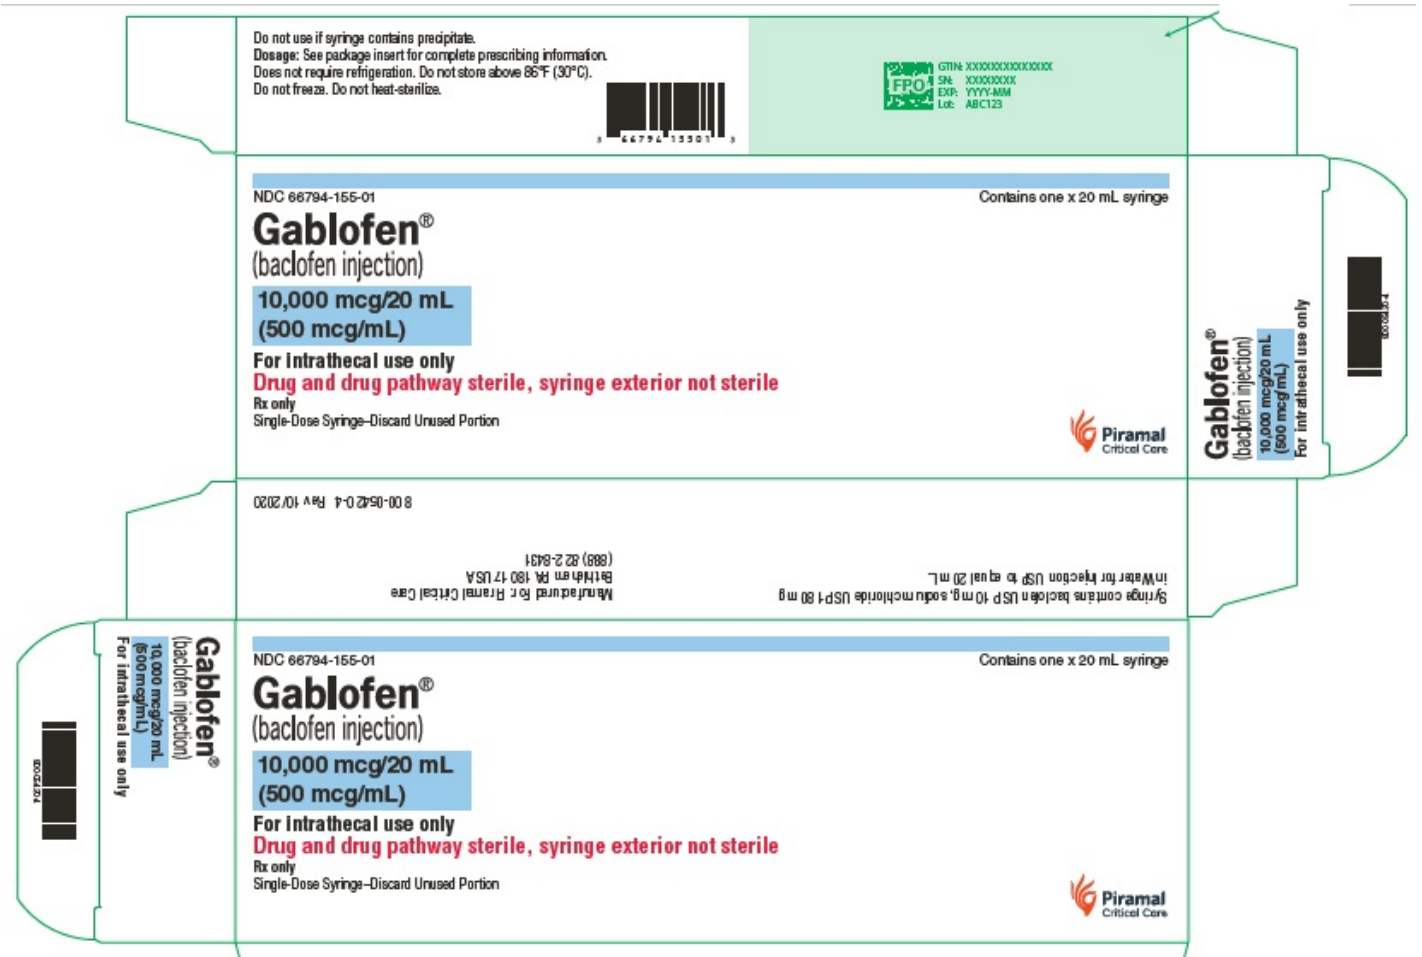 Do not use if syringe contains precipitate.
Dosage: See package insert for complete prescribing information.
Does not require refrigeration. Do not store above 86°F (30°C).
Do not freeze. Do not heat-sterilize.
3 66794 15501 3
FPO
GTIN: XXXXXXXXXXXXXX
SN: XXXXXXXX
EXP: YYYY-MM
Lot: ABC123
NDC 66794-155-01
Contains one x 20 mL syringe
Gablofen®
(baclofen injection)
10,000 mcg/20 mL
(500 mcg/mL)
For intrathecal use only
Drug and drug pathway sterile, syringe exterior not sterile
Rx only
Single-Dose Syringe–Discard Unused Portion
Piramal
Critical Care
Gablofen®
(baclofen injection)
10,000 mcg/20 mL
(500 mcg/mL)
For intrathecal use only
Syringe contains baclofen USP 10 mg, sodium chloride USP 180 mg
in Water for Injection USP to equal 20 mL.
Manufactured For: Piramal Critical Care
Bethlehem PA 18017 USA
(888) 822-8431
800-0542-0-4 Rev 10/2020
Gablofen®
(baclofen injection)
10,000 mcg/20 mL
(500 mcg/mL)
For intrathecal use only
NDC 66794-155-01
Contains one x 20 mL syringe
Gablofen®
(baclofen injection)
10,000 mcg/20 mL
(500 mcg/mL)
For intrathecal use only
Drug and drug pathway sterile, syringe exterior not sterile
Rx only
Single-Dose Syringe–Discard Unused Portion
Piramal
Critical Care